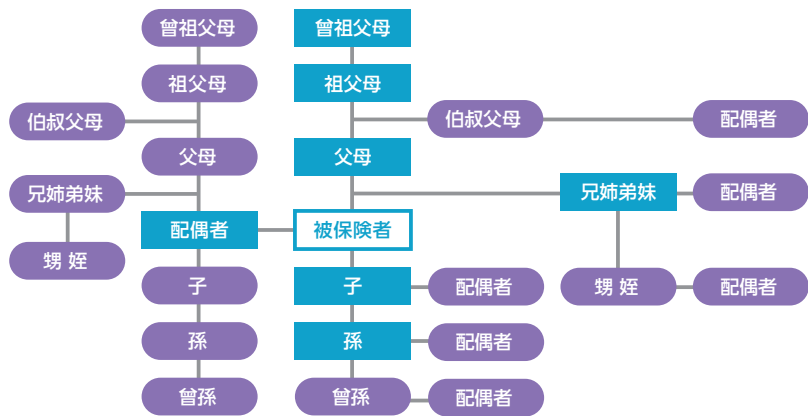 曾祖父母
曾祖父母
祖父母
祖父母
伯叔父母
伯叔父母
配偶者
父母
父母
兄姉弟妹
兄姉弟妹
配偶者
配偶者
被保険者
甥 姪
子
子
配偶者
甥 姪
配偶者
孫
孫
配偶者
曾孫
曾孫
配偶者